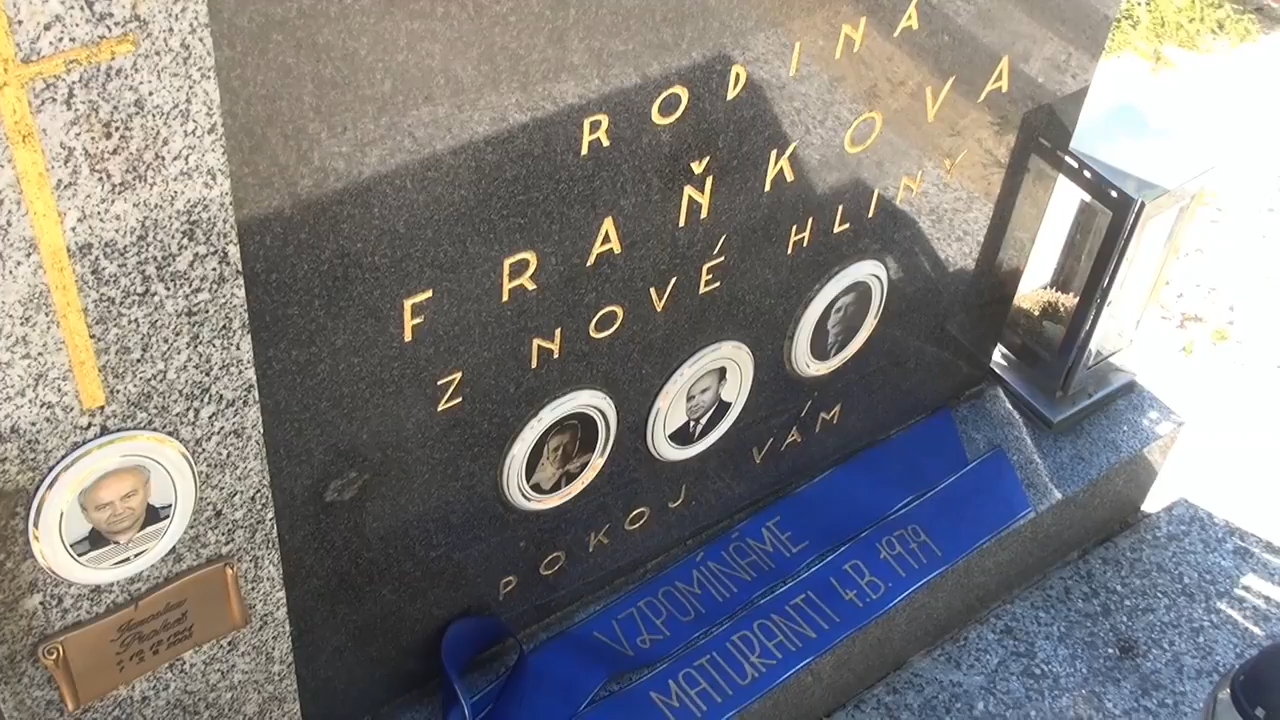 RODINA
FRAŇKOVA
Z NOVÉ HLINY
POKOJ VÁM
VZPOMÍNÁME
MATURANTI 4.B. 1979